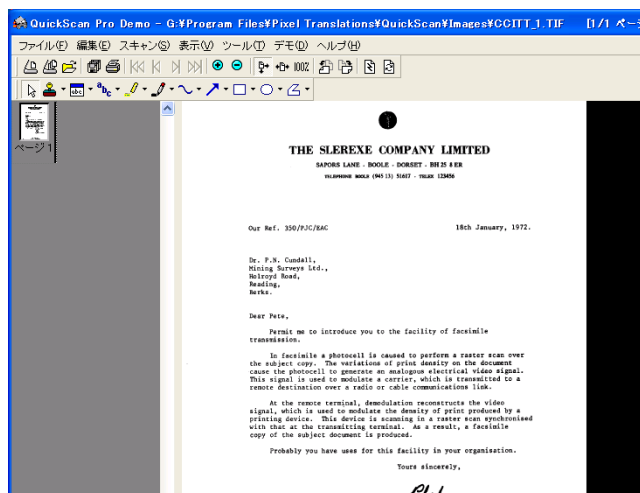 QuickScan Pro Demo - G:¥Program Files¥Pixel Translations¥QuickScan¥Images¥CCITT_1.TIF [1/1 ペー
ファイル(F) 編集(E) スキャン(S) 表示(V) ツール(T) デモ(D) ヘルプ(H)
100%
abc
abc
ページ 1
THE SLEREXE COMPANY LIMITED
SAPORS LANE - BOOLE - DORSET - BH 25 8 ER
TELEPHONE BOOLE (945 13) 51617 - TELEX 123456
Our Ref. 350/PJC/EAC 18th January, 1972.
Dr. P.N. Cundall,
Mining Surveys Ltd.,
Holroyd Road,
Reading,
Berks.
Dear Pete,
Permit me to introduce you to the facility of facsimile
transmission.
In facsimile a photocell is caused to perform a raster scan over
the subject copy. The variations of print density on the document
cause the photocell to generate an analogous electrical video signal.
This signal is used to modulate a carrier, which is transmitted to a
remote destination over a radio or cable communications link.
At the remote terminal, demodulation reconstructs the video
signal, which is used to modulate the density of print produced by a
printing device. This device is scanning in a raster scan synchronised
with that at the transmitting terminal. As a result, a facsimile
copy of the subject document is produced.
Probably you have uses for this facility in your organisation.
Yours sincerely,